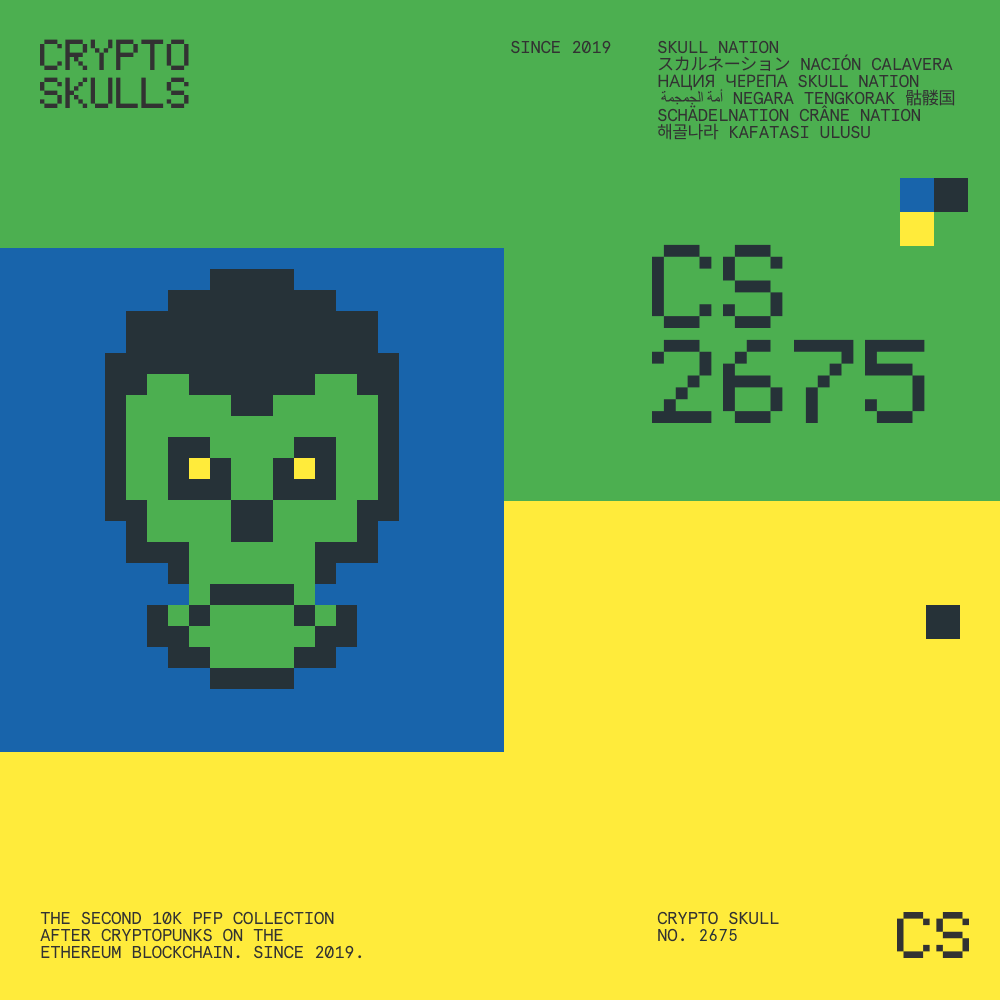 CRYPTO
SKULLS
SINCE 2019
SKULL NATION
スカルネーション NACIÓN CALAVERA
НАЦИЯ ЧЕРЕПА SKULL NATION
أمة الجمجمة NEGARA TENGKORAK 骷髅国
SCHÄDELNATION CRÂNE NATION
해골나라 KAFATASI ULUSU
CS
2675
THE SECOND 10K PFP COLLECTION
AFTER CRYPTOPUNKS ON THE
ETHEREUM BLOCKCHAIN. SINCE 2019.
CRYPTO SKULL
NO. 2675
CS